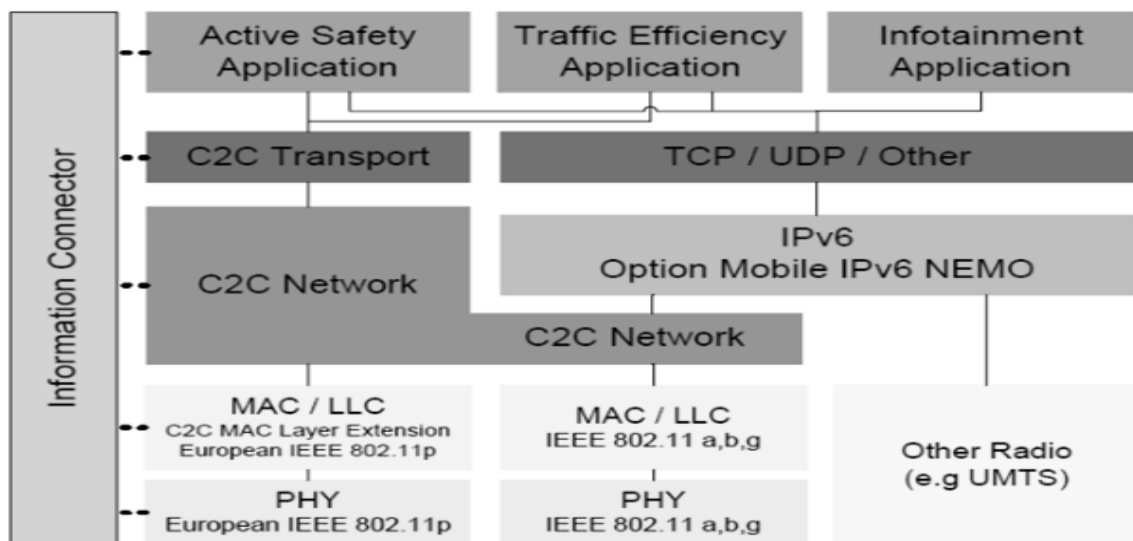 Information Connector
Active Safety
Application
Traffic Efficiency
Application
Infotainment
Application
C2C Transport
TCP / UDP / Other
IPv6
Option Mobile IPv6 NEMO
C2C Network
C2C Network
MAC / LLC
C2C MAC Layer Extension
European IEEE 802.11p
MAC / LLC
IEEE 802.11 a,b,g
Other Radio
(e.g UMTS)
PHY
European IEEE 802.11p
PHY
IEEE 802.11 a,b,g